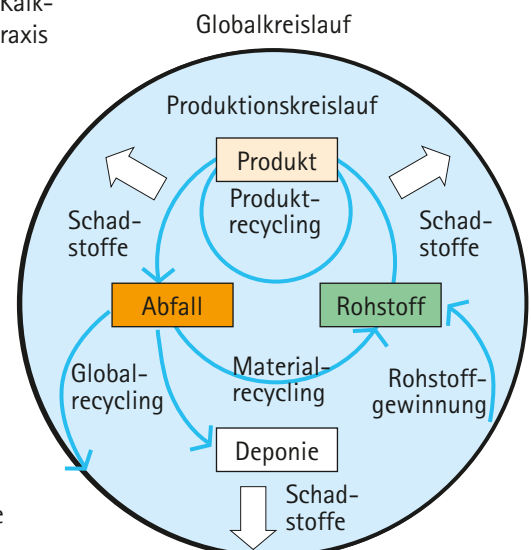 Kalk-
raxis
Globalkreislauf
Produktionskreislauf
Produkt
Produkt-
recycling
Schad-
stoffe
Schad-
stoffe
Abfall
Rohstoff
Global-
recycling
Material-
recycling
Rohstoff-
gewinnung
Deponie
Schad-
stoffe
e